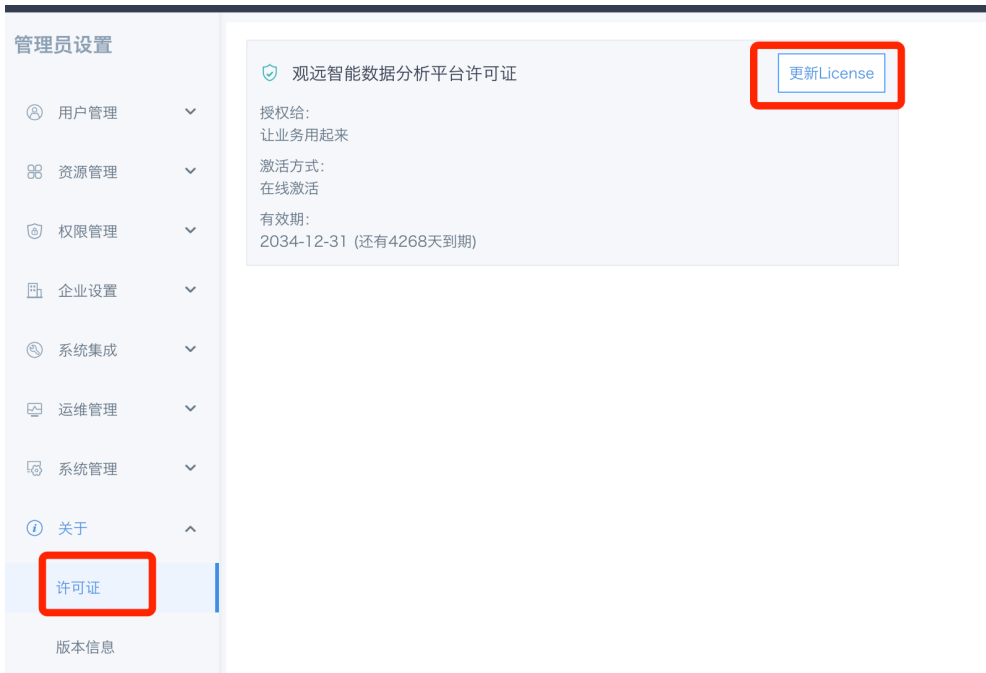 管理员设置
用户管理
资源管理
权限管理
企业设置
系统集成
运维管理
系统管理
关于
许可证
版本信息
观远智能数据分析平台许可证
更新License
授权给:
让业务用起来
激活方式:
在线激活
有效期:
2034-12-31 (还有4268天到期)